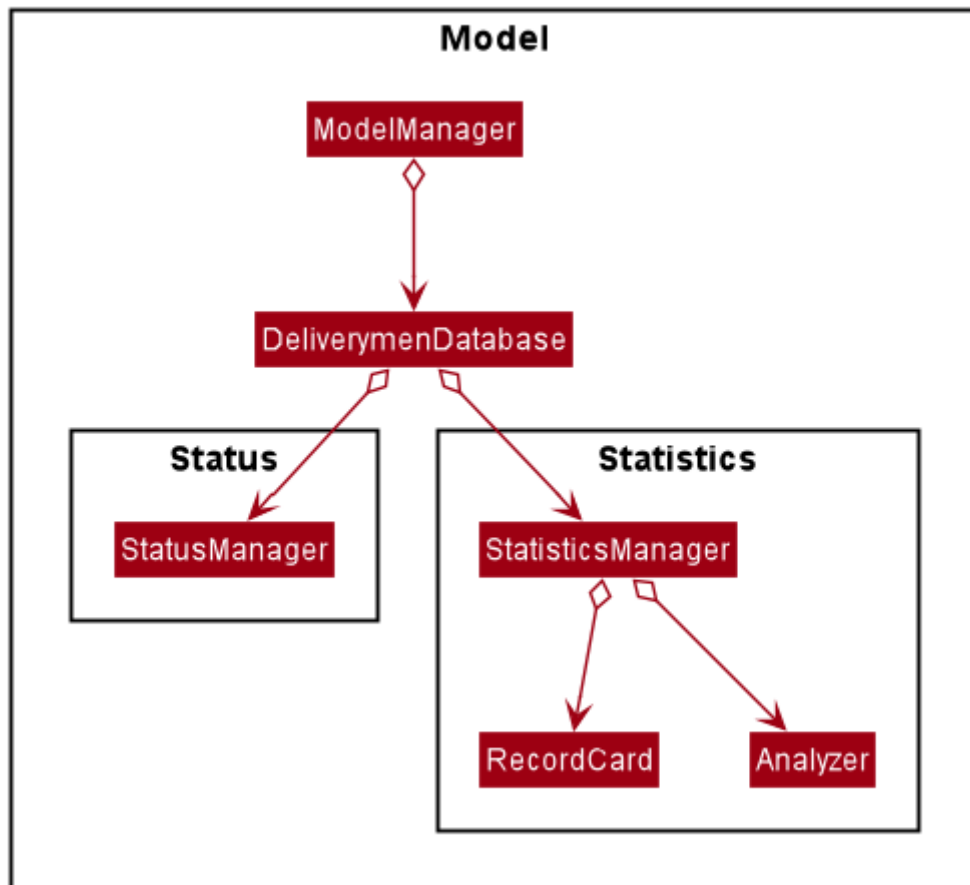 Model
ModelManager
DeliverymenDatabase
Status
Statistics
StatusManager
StatisticsManager
RecordCard
Analyzer